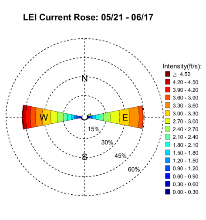 LEI Current Rose: 05/21 - 06/17
Intensity(ft/s):
≥ 4.50
4.20 - 4.50
3.90 - 4.20
3.60 - 3.90
3.30 - 3.60
3.00 - 3.30
2.70 - 3.00
2.40 - 2.70
2.10 - 2.40
1.80 - 2.10
1.50 - 1.80
1.20 - 1.50
0.90 - 1.20
0.60 - 0.90
0.30 - 0.60
0.00 - 0.30
N
W
E
S
15%
30%
45%
60%